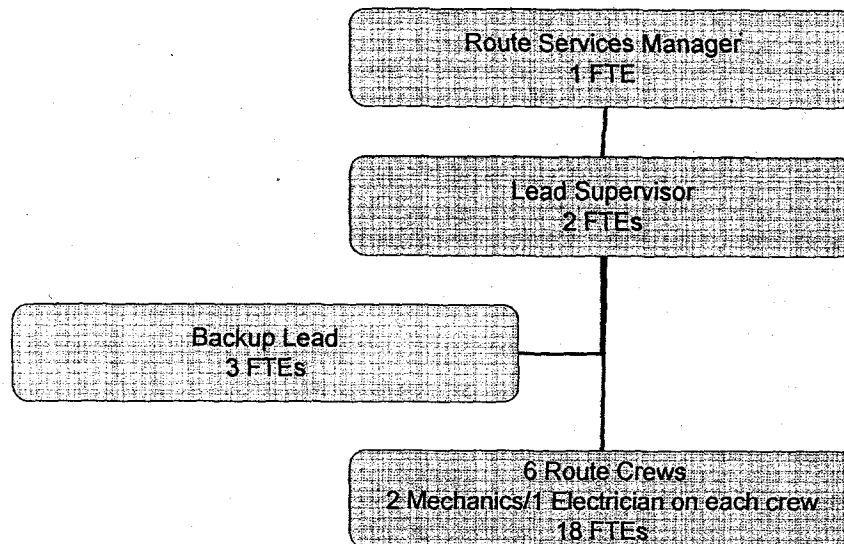 Route Services Manager
1 FTE
Lead Supervisor
2 FTEs
Backup Lead
3 FTEs
6 Route Crews
2 Mechanics/1 Electrician on each crew
18 FTEs